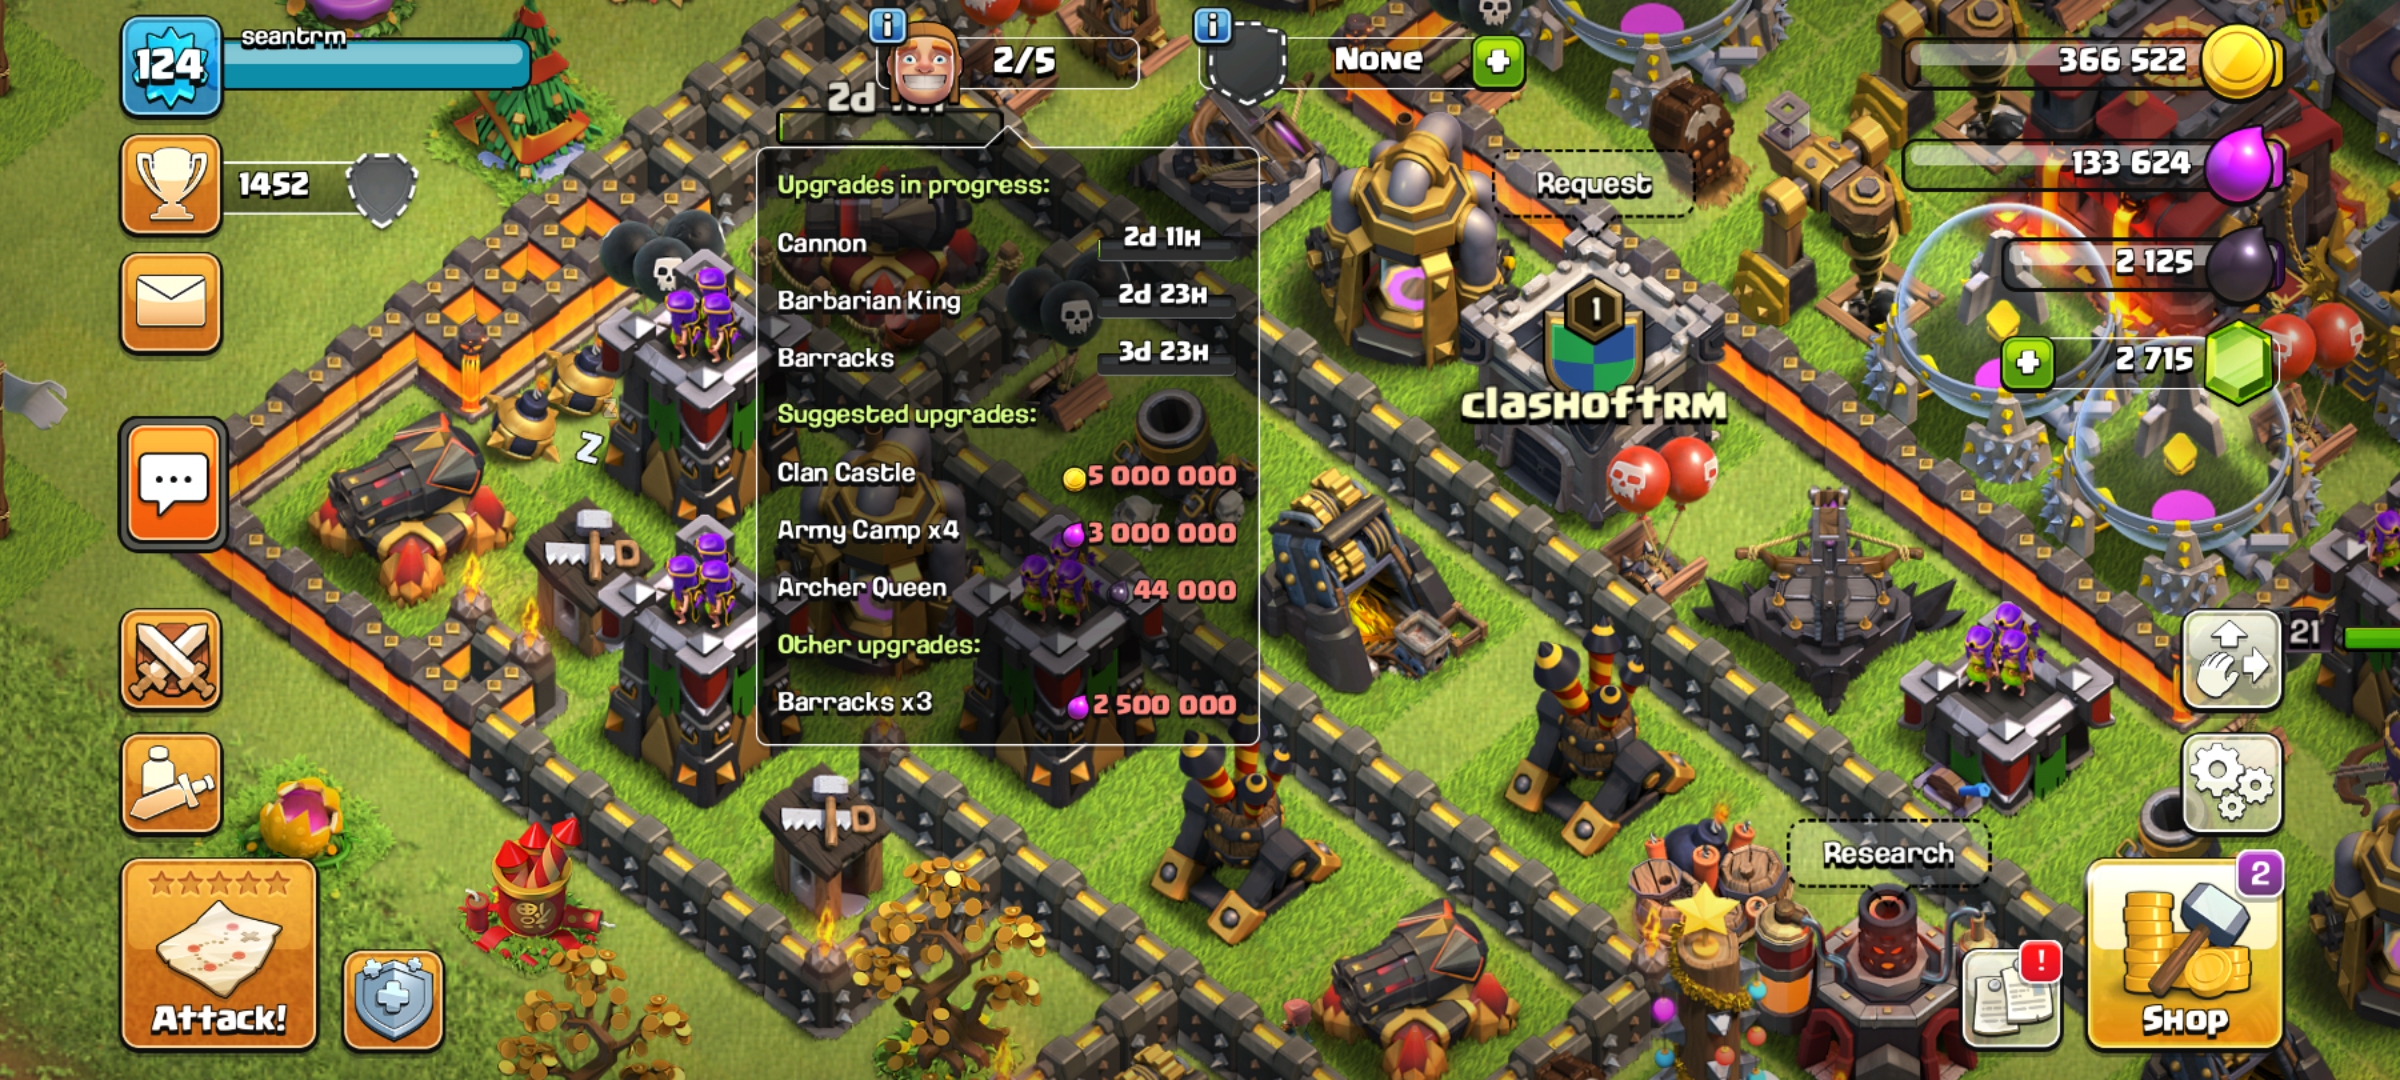 124
seantrm
2/5
None
366 522
2d
1452
133 624
2 125
2 715
Upgrades in progress:
Cannon 2d 11H
Barbarian King 2d 23H
Barracks 3d 23H
Suggested upgrades:
Clan Castle 5 000 000
Army Camp x4 3 000 000
Archer Queen 44 000
Other upgrades:
Barracks x3 2 500 000
Request
1
clashoftRM
Z
21
Research
Attack!
!
2
Shop